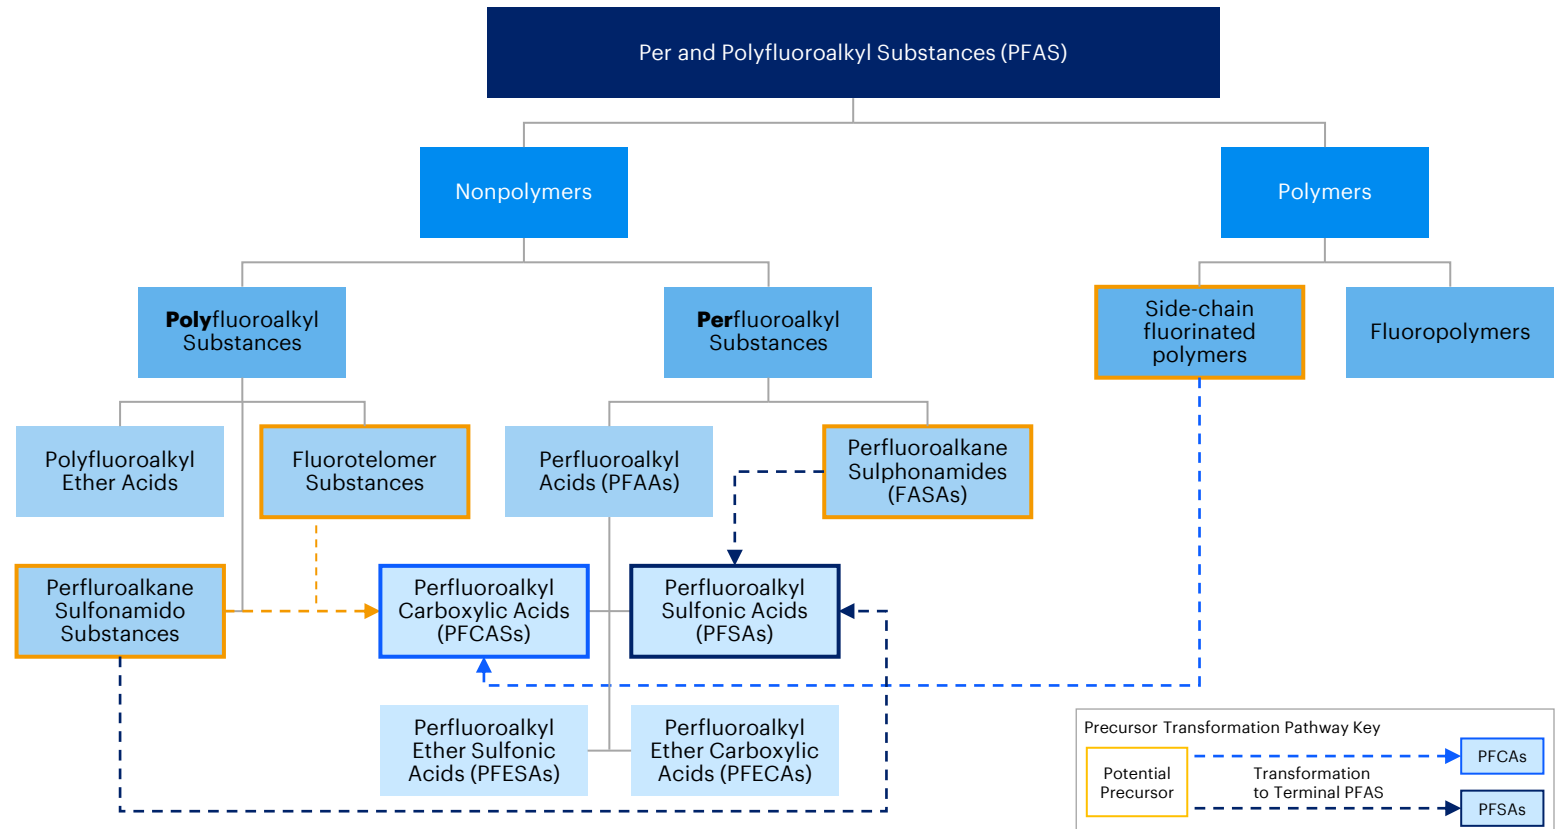 Per and Polyfluoroalkyl Substances (PFAS)
Nonpolymers
Polymers
Polyfluoroalkyl
Substances
Perfluoroalkyl
Substances
Side-chain
fluorinated
polymers
Fluoropolymers
Polyfluoroalkyl
Ether Acids
Fluorotelomer
Substances
Perfluoroalkyl
Acids (PFAAs)
Perfluoroalkane
Sulphonamides
(FASAs)
Perfluroalkane
Sulfonamido
Substances
Perfluoroalkyl
Carboxylic Acids
(PFCASs)
Perfluoroalkyl
Sulfonic Acids
(PFSAs)
Perfluoroalkyl
Ether Sulfonic
Acids (PFESAs)
Perfluoroalkyl
Ether Carboxylic
Acids (PFECAs)
Precursor Transformation Pathway Key
Potential
Precursor
Transformation
to Terminal PFAS
PFCAs
PFSAs